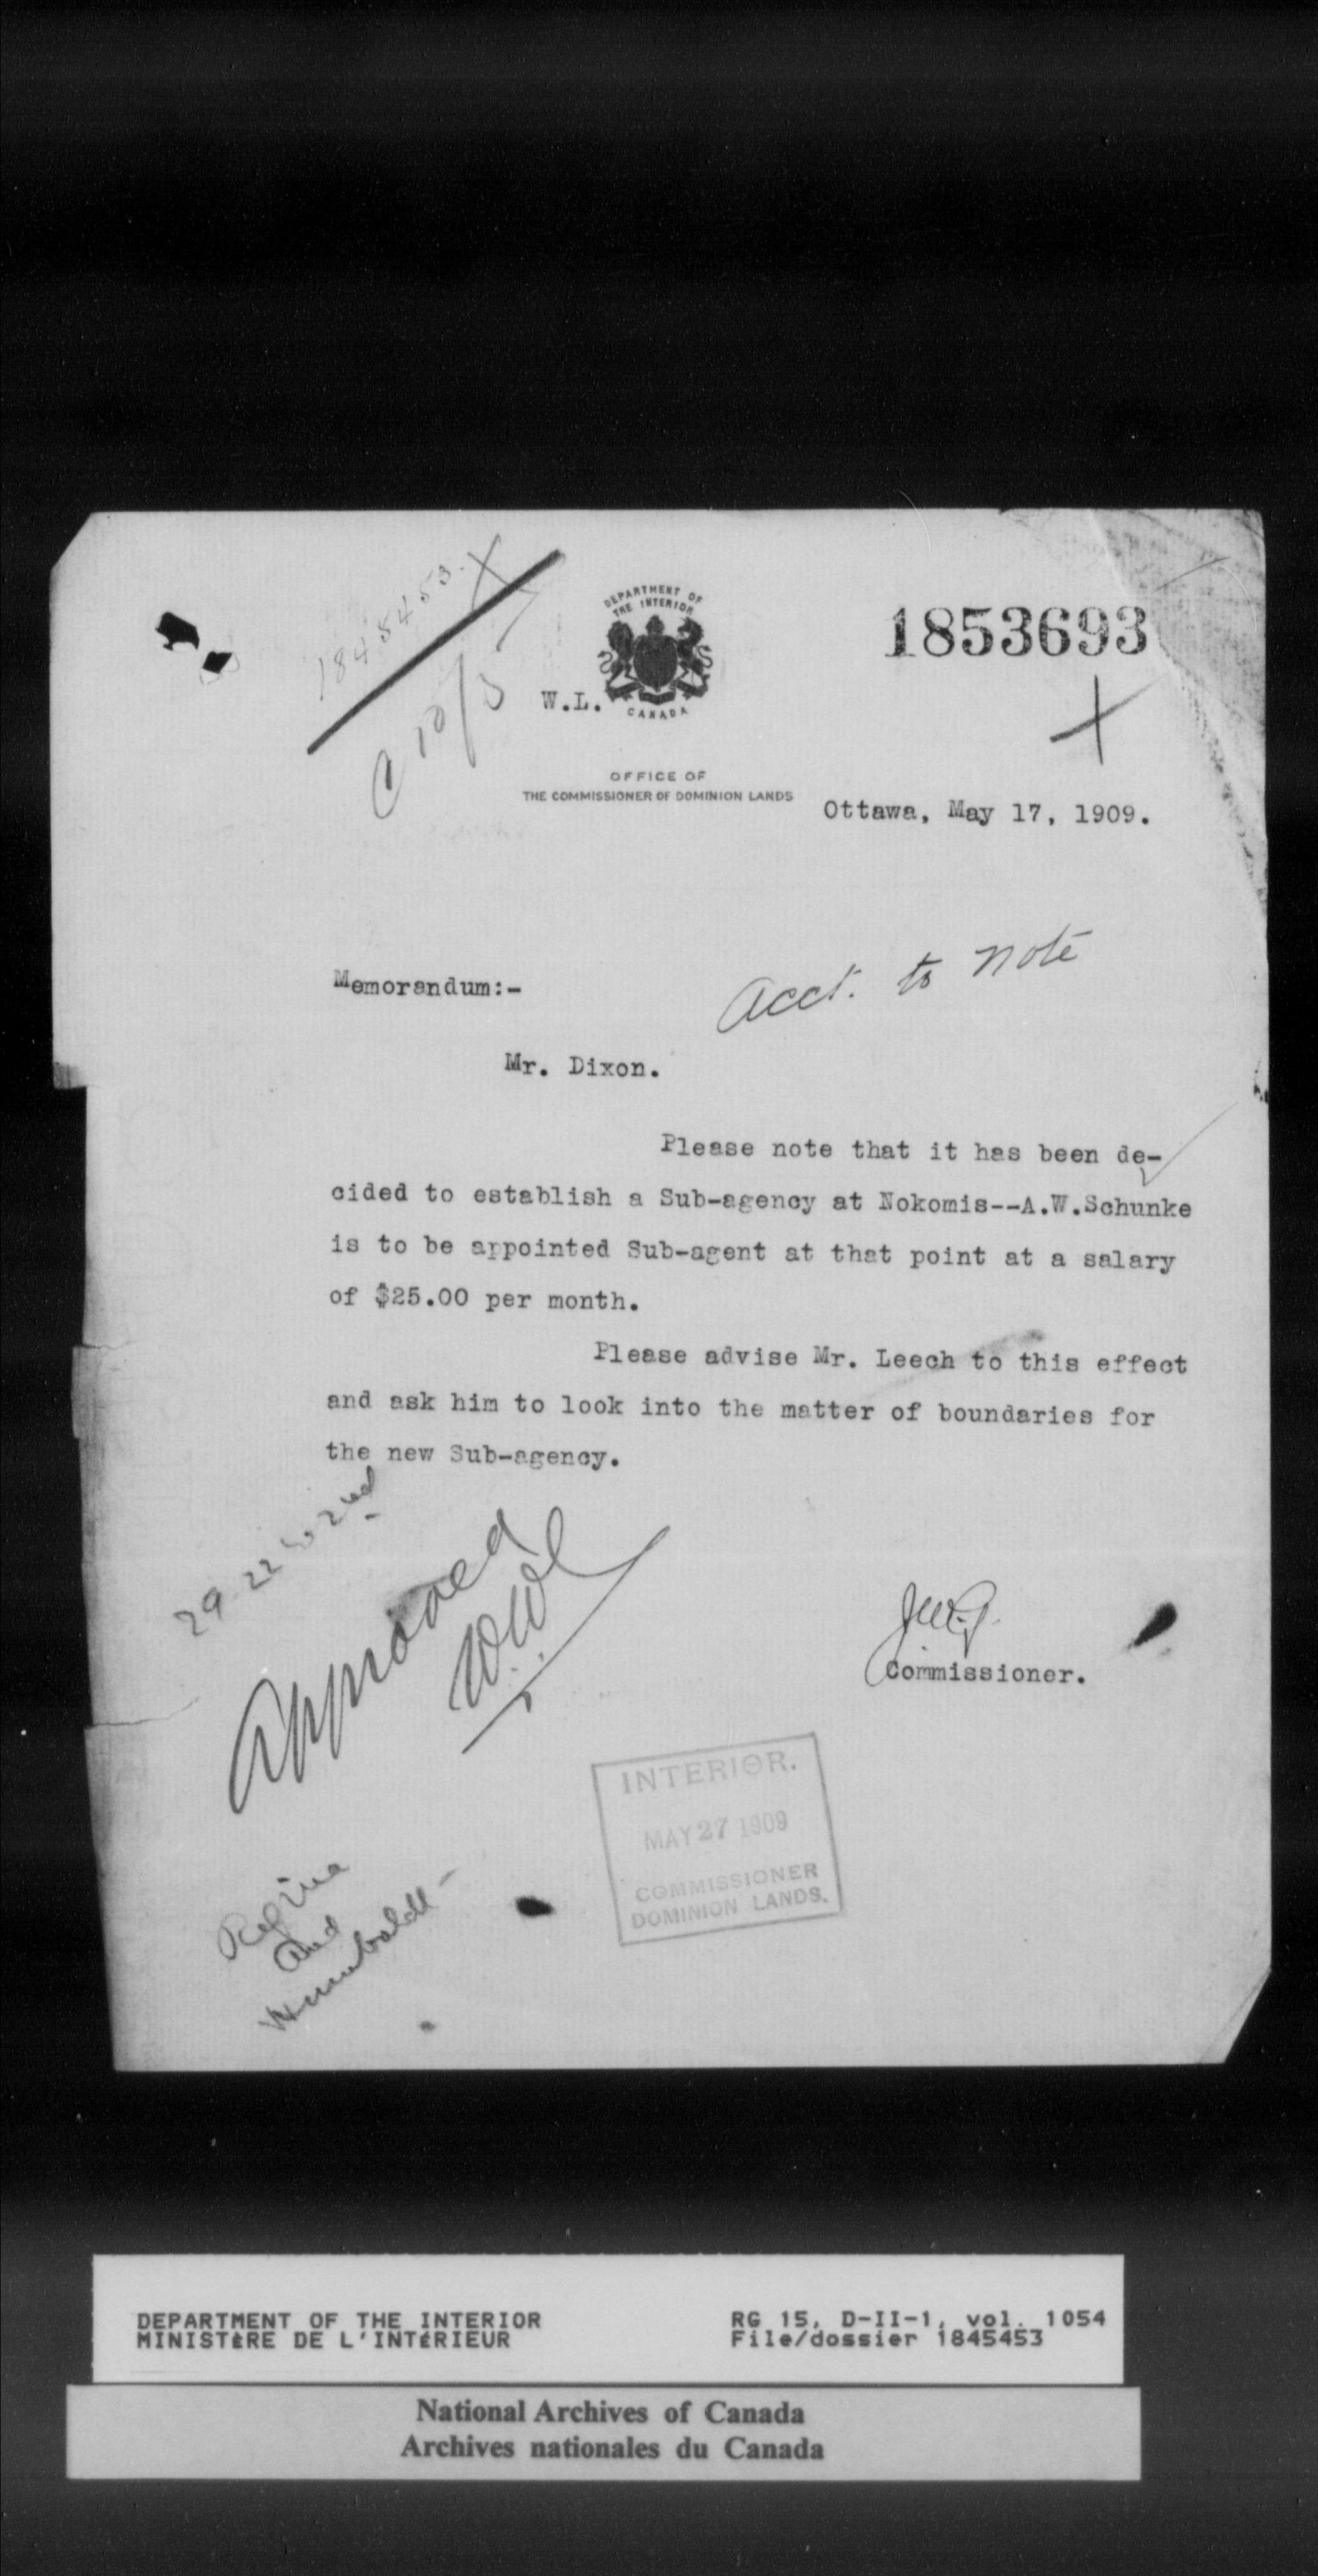 1845453.
1853693
DEPARTMENT OF
THE INTERIOR
W.L.
CANADA
OFFICE OF
THE COMMISSIONER OF DOMINION LANDS
Ottawa, May 17, 1909.
Acct. to note
Memorandum:-
Mr. Dixon.
Please note that it has been de-
cided to establish a Sub-agency at Nokomis--A.W.Schunke
is to be appointed Sub-agent at that point at a salary
of $25.00 per month.
Please advise Mr. Leech to this effect
and ask him to look into the matter of boundaries for
the new Sub-agency.
29 22 W 2nd
Approved
Commissioner.
INTERIOR.
MAY 27 1909
COMMISSIONER
DOMINION LANDS.
Regina
and
Humboldt-
DEPARTMENT OF THE INTERIOR
MINISTÈRE DE L'INTÉRIEUR
RG 15, D-II-1, vol. 1054
File/dossier 1845453
National Archives of Canada
Archives nationales du Canada